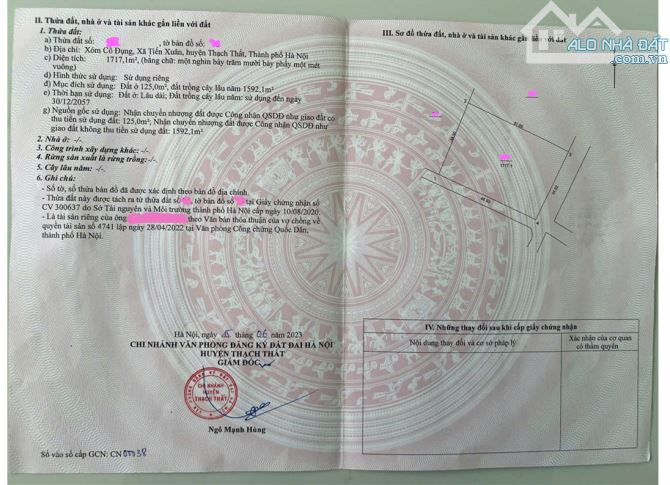 II. Thửa đất, nhà ở và tài sản khác gắn liền với đất
1. Thửa đất:
a) Thửa đất số: , tờ bản đồ số:
b) Địa chỉ: Xóm Cố Đụng, Xã Tiến Xuân, huyện Thạch Thất, Thành phố Hà Nội
c) Diện tích: 1717,1m², (bằng chữ: một nghìn bảy trăm mười bảy phẩy một mét
vuông)
d) Hình thức sử dụng: Sử dụng riêng
đ) Mục đích sử dụng: Đất ở 125,0m²; đất trồng cây lâu năm 1592,1m²
e) Thời hạn sử dụng: Đất ở: Lâu dài; Đất trồng cây lâu năm: sử dụng đến ngày
30/12/2057
g) Nguồn gốc sử dụng: Nhận chuyển nhượng đất được Công nhận QSDĐ như giao đất có
thu tiền sử dụng đất: 125,0m²; Nhận chuyển nhượng đất được Công nhận QSDĐ như
giao đất không thu tiền sử dụng đất: 1592,1m²
2. Nhà ở: -/-
3. Công trình xây dựng khác: -/-
4. Rừng sản xuất là rừng trồng: -/-
5. Cây lâu năm: -/-
6. Ghi chú:
- Số tờ, số thửa bản đồ đã được xác định theo bản đồ địa chính.
- Thửa đất này được tách ra từ thửa đất số , tờ bản đồ số tại Giấy chứng nhận số
CV 300637 do Sở Tài nguyên và Môi trường thành phố Hà Nội cấp ngày 10/08/2020.
- Là tài sản riêng của ông theo Văn bản thỏa thuận của vợ chồng về
quyền tài sản số 4741 lập ngày 28/04/2022 tại Văn phòng Công chứng Quốc Dân,
thành phố Hà Nội.
Hà Nội, ngày 15 tháng 06 năm 2023
CHI NHÁNH VĂN PHÒNG ĐĂNG KÝ ĐẤT ĐAI HÀ NỘI
HUYỆN THẠCH THẤT
GIÁM ĐỐC
CHI NHÁNH
HUYỆN
THẠCH THẤT
Ngô Mạnh Hùng
Số vào sổ cấp GCN: CN
III. Sơ đồ thửa đất, nhà ở và tài sản khác gắn liền với đất
ALO NHÀ ĐẤT
.com.vn
1717.1
IV. Những thay đổi sau khi cấp giấy chứng nhận
Nội dung thay đổi và cơ sở pháp lý
Xác nhận của cơ quan
có thẩm quyền